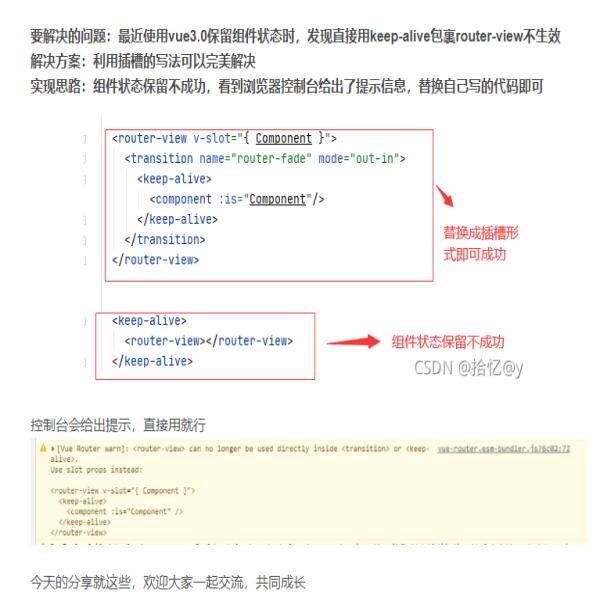 要解决的问题：最近使用vue3.0保留组件状态时，发现直接用keep-alive包裹router-view不生效
解决方案：利用插槽的写法可以完美解决
实现思路：组件状态保留不成功，看到浏览器控制台给出了提示信息，替换自己写的代码即可
<router-view v-slot="{ Component }">
<transition name="router-fade" mode="out-in">
<keep-alive>
<component :is="Component"/>
</keep-alive>
</transition>
</router-view>
替换成插槽形
式即可成功
<keep-alive>
<router-view></router-view>
</keep-alive>
组件状态保留不成功
CSDN @拾忆@y
控制台会给出提示，直接用就行
[Vue Router warn]: <router-view> can no longer be used directly inside <transition> or <keep- vue-router.esm-bundler.js?6c02:72
alive>.
Use slot props instead:
<router-view v-slot="{ Component }">
<keep-alive>
<component :is="Component" />
</keep-alive>
</router-view>
今天的分享就这些，欢迎大家一起交流，共同成长